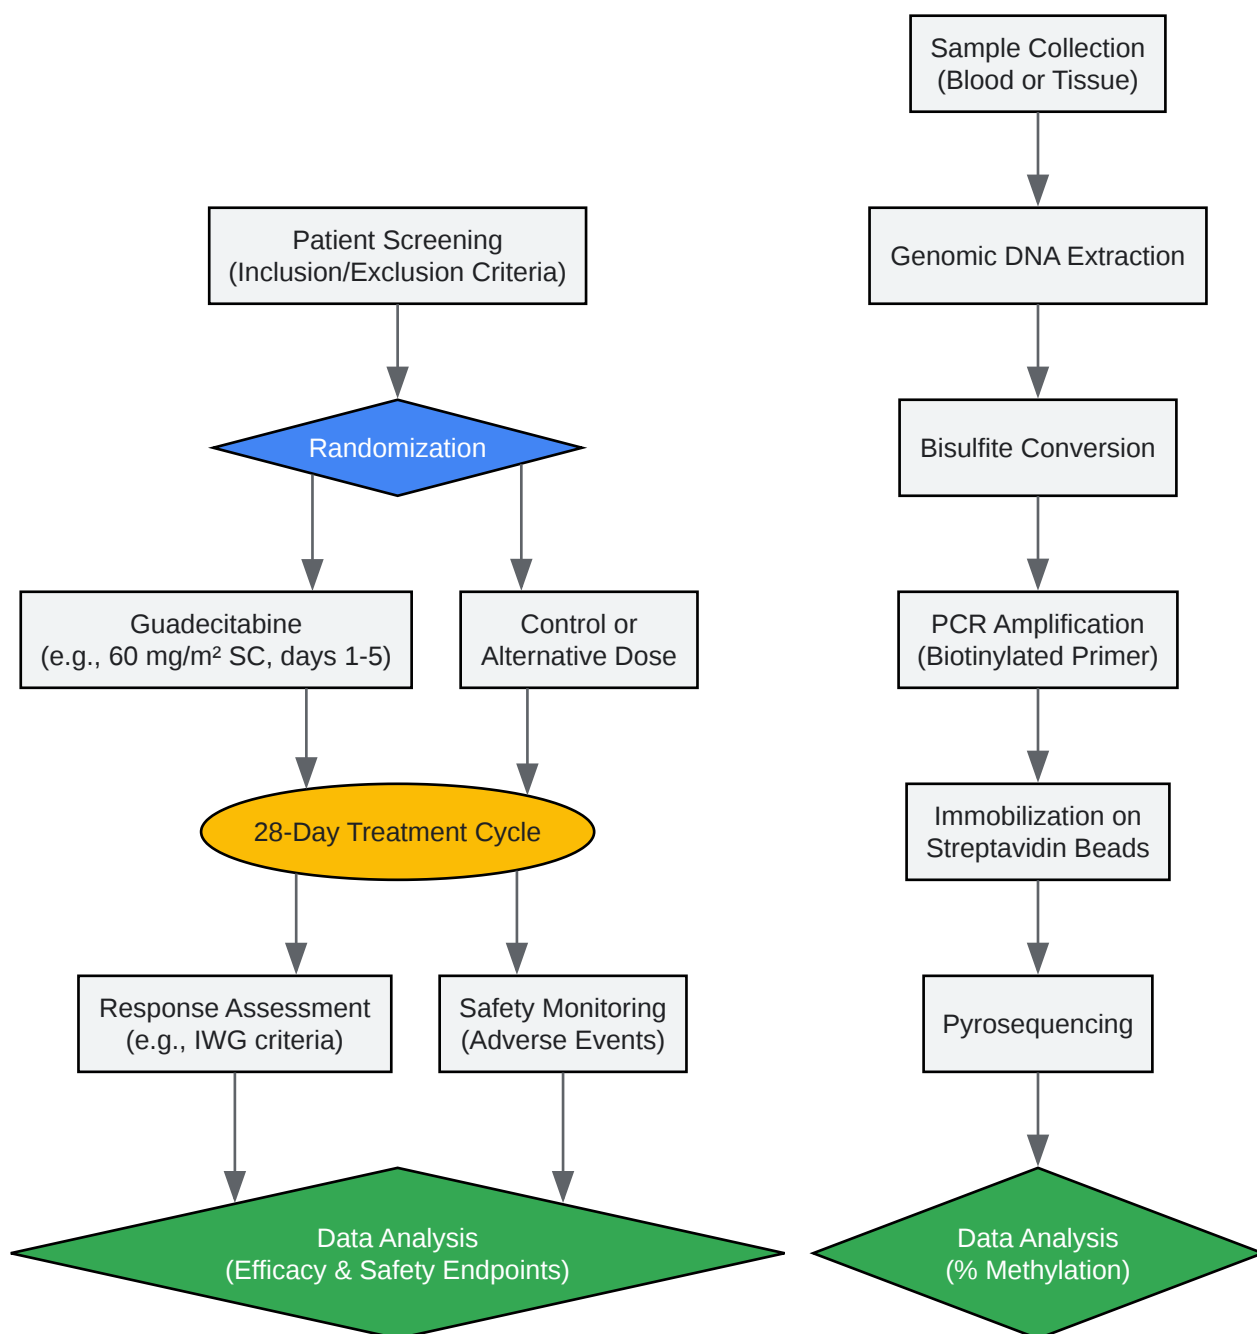 Patient Screening
(Inclusion/Exclusion Criteria)
Randomization
Guadecitabine
(e.g., 60 mg/m² SC, days 1-5)
Control or
Alternative Dose
28-Day Treatment Cycle
Response Assessment
(e.g., IWG criteria)
Safety Monitoring
(Adverse Events)
Data Analysis
(Efficacy & Safety Endpoints)
Sample Collection
(Blood or Tissue)
Genomic DNA Extraction
Bisulfite Conversion
PCR Amplification
(Biotinylated Primer)
Immobilization on
Streptavidin Beads
Pyrosequencing
Data Analysis
(% Methylation)